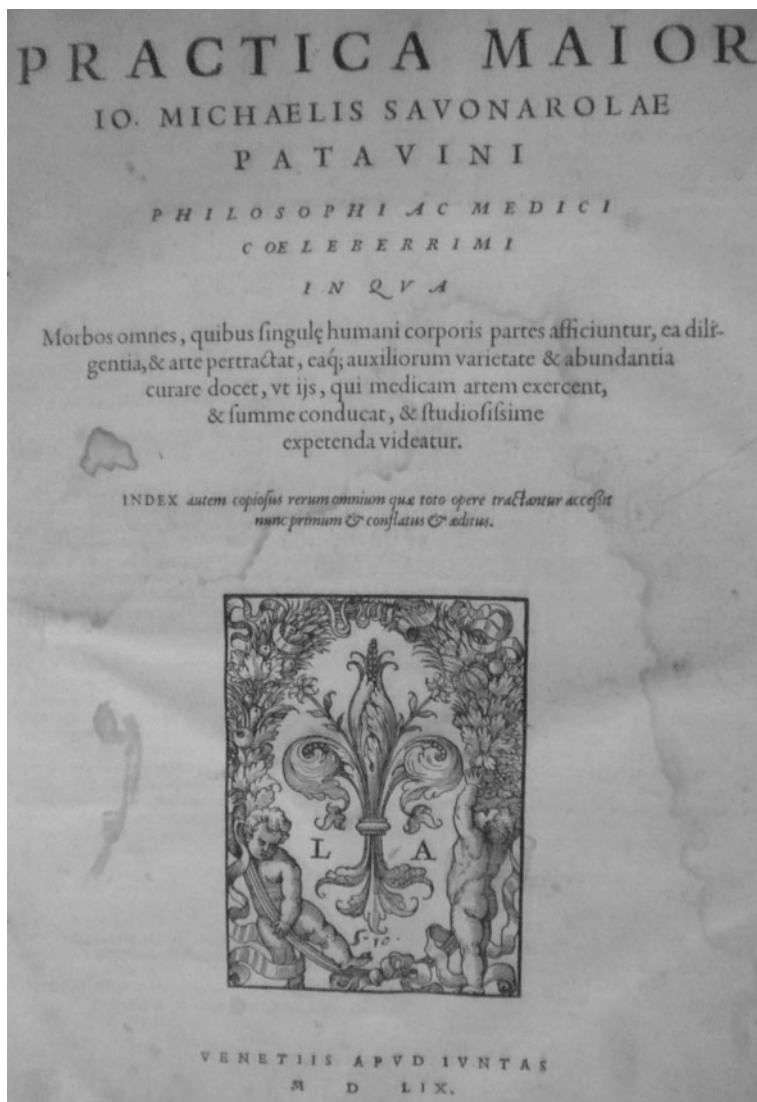 PRACTICA MAIOR
IO. MICHAELIS SAVONAROLAE
PATAVINI
PHILOSOPHI AC MEDICI
COELEBERRIMI
IN QVA
Morbos omnes, quibus ſingulę humani corporis partes afficiuntur, ea dili-
gentia, & arte pertractat, eaq́; auxiliorum varietate & abundantia
curare docet, vt ijs, qui medicam artem exercent,
& ſumme conducat, & ſtudioſiſsime
expetenda videatur.
INDEX autem copioſus rerum omnium quæ toto opere tractantur acceſsit
nunc primum & conflatus & æditus.
L A
VENETIIS APVD IVNTAS
M D LIX.